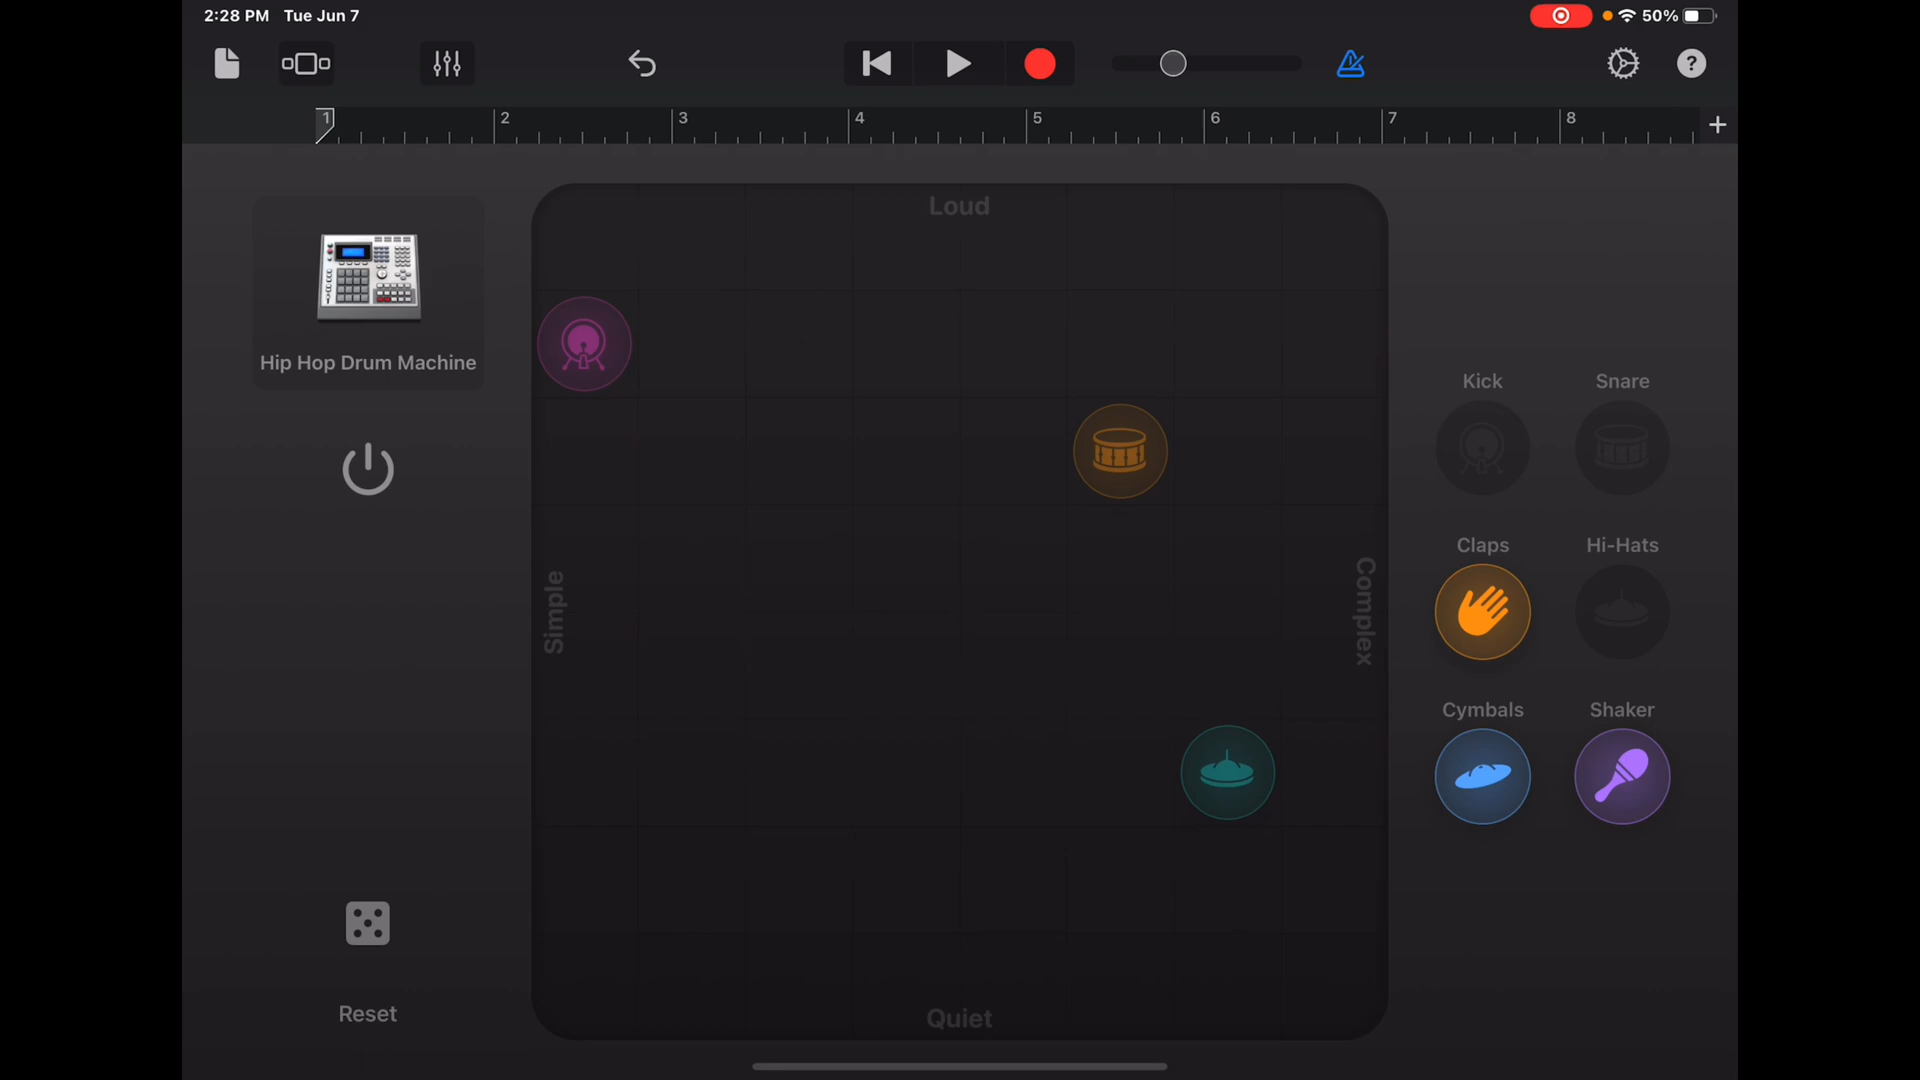 2:28 PM Tue Jun 7
50%
?
1 2 3 4 5 6 7 8 +
Loud
Hip Hop Drum Machine
Kick Snare
Claps Hi-Hats
Simple
Complex
Cymbals Shaker
Reset
Quiet